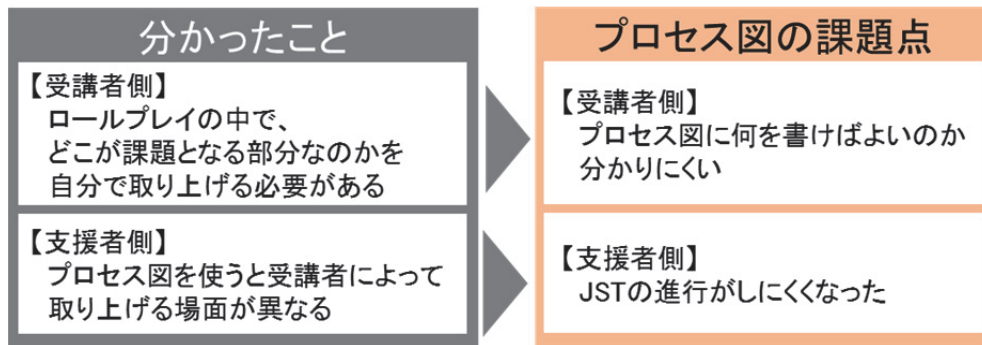 分かったこと
【受講者側】
ロールプレイの中で、
どこが課題となる部分なのかを
自分で取り上げる必要がある
【支援者側】
プロセス図を使うと受講者によって
取り上げる場面が異なる
プロセス図の課題点
【受講者側】
プロセス図に何を書けばよいのか
分かりにくい
【支援者側】
JSTの進行がしにくくなった